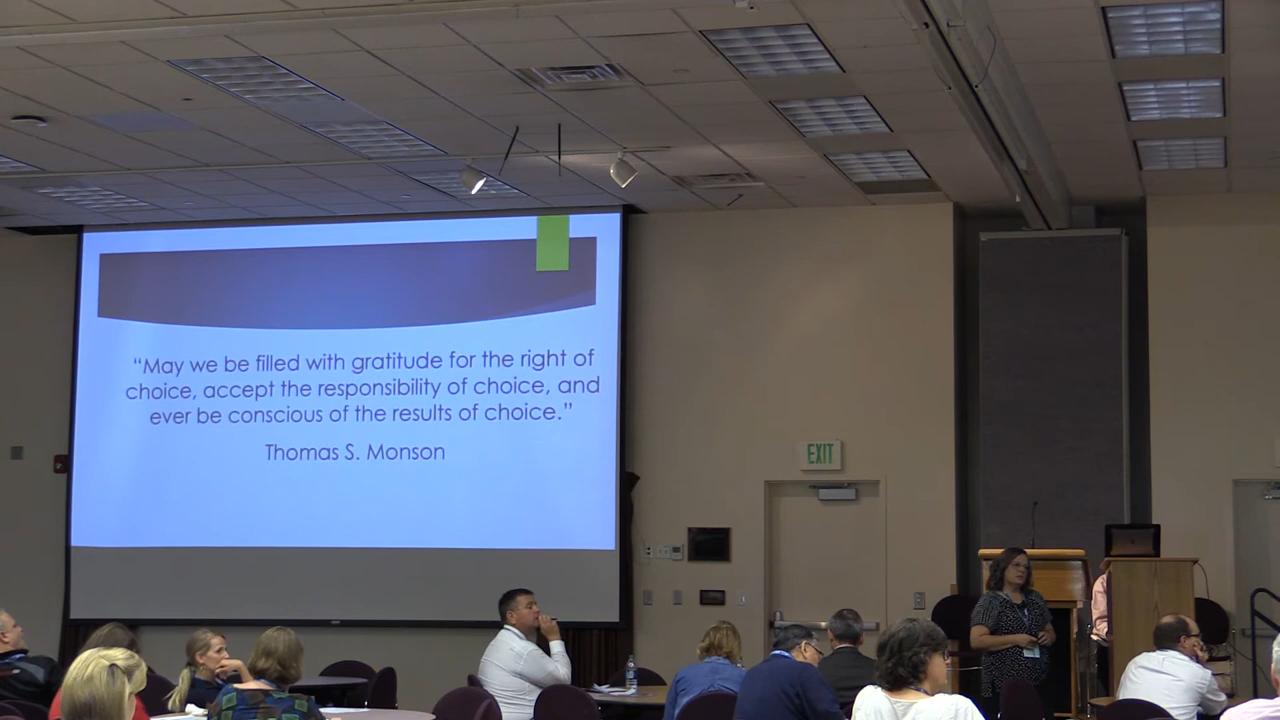 “May we be filled with gratitude for the right of
choice, accept the responsibility of choice, and
ever be conscious of the results of choice.”
Thomas S. Monson
EXIT